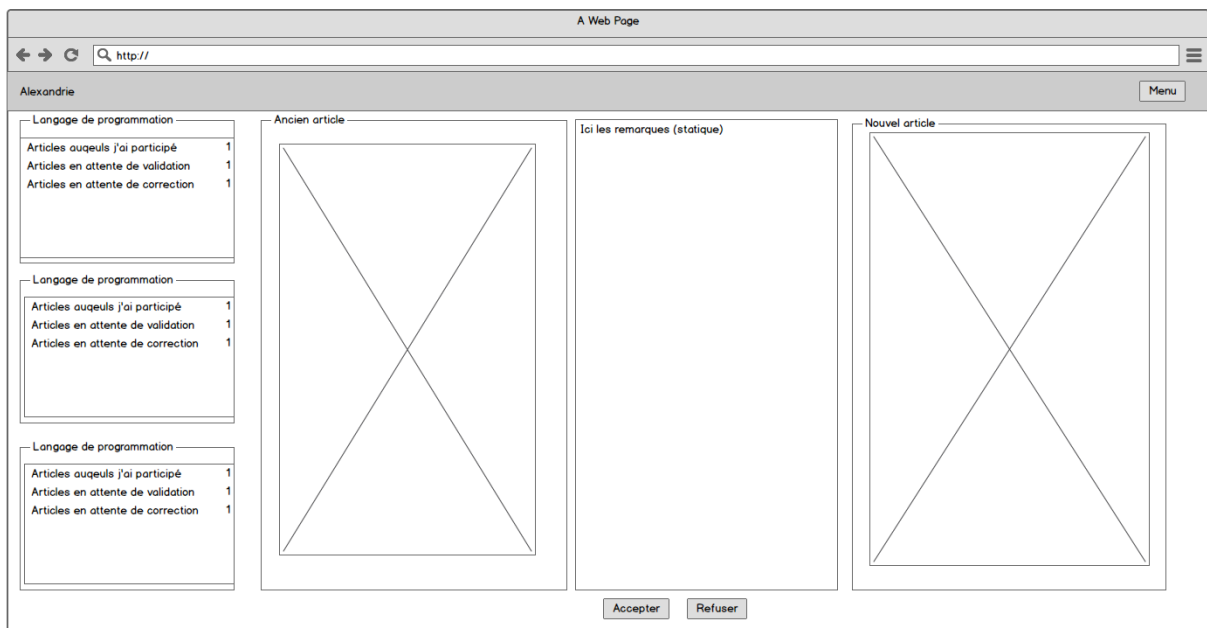 A Web Page
http://
Alexandrie
Menu
Langage de programmation
Articles auqeuls j'ai participé 1
Articles en attente de validation 1
Articles en attente de correction 1
Langage de programmation
Articles auqeuls j'ai participé 1
Articles en attente de validation 1
Articles en attente de correction 1
Langage de programmation
Articles auqeuls j'ai participé 1
Articles en attente de validation 1
Articles en attente de correction 1
Ancien article
Ici les remarques (statique)
Nouvel article
Accepter
Refuser